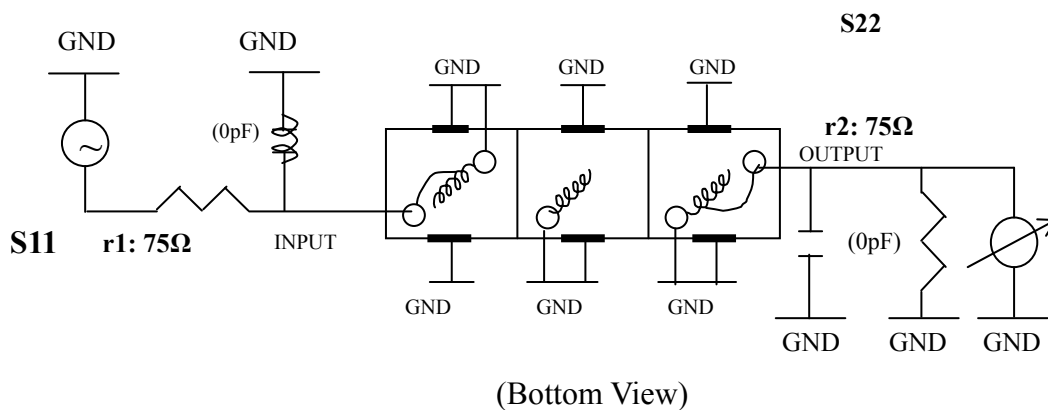 S22
GND
GND
GND
GND
GND
(0pF)
r2: 75Ω
OUTPUT
S11
r1: 75Ω
INPUT
(0pF)
GND
GND
GND
GND
GND
GND
(Bottom View)